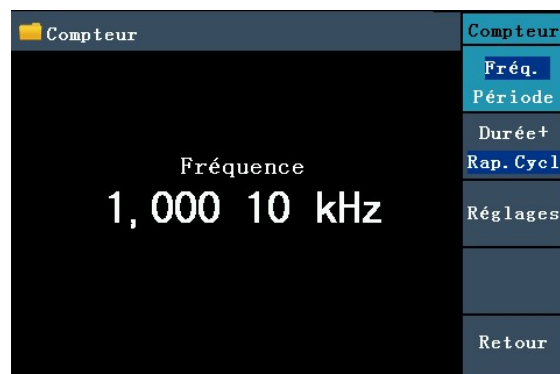 Compteur
Fréquence
1,000 10 kHz
Compteur
Fréq.
Période
Durée+
Rap.Cycl
Réglages
Retour